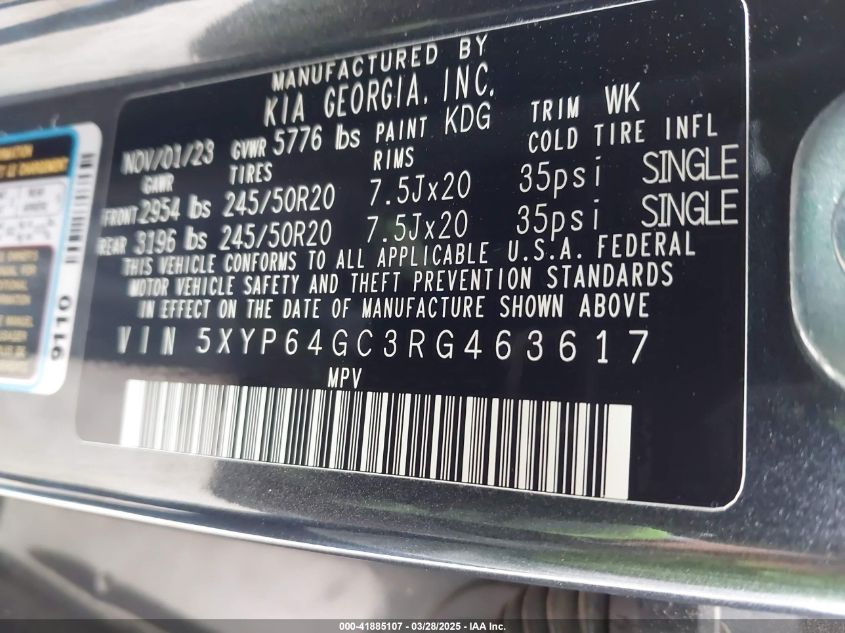 MANUFACTURED BY
KIA GEORGIA, INC.
NOV/01/23 GVWR 5776 lbs PAINT KDG TRIM WK
GAWR TIRES RIMS COLD TIRE INFL
FRONT 2954 lbs 245/50R20 7.5Jx20 35psi SINGLE
REAR 3196 lbs 245/50R20 7.5Jx20 35psi SINGLE
THIS VEHICLE CONFORMS TO ALL APPLICABLE U.S.A. FEDERAL
MOTOR VEHICLE SAFETY AND THEFT PREVENTION STANDARDS
IN EFFECT ON THE DATE OF MANUFACTURE SHOWN ABOVE
VIN 5XYP64GC3RG463617
MPV
9110
000-41885107 - 03/28/2025 - IAA Inc.